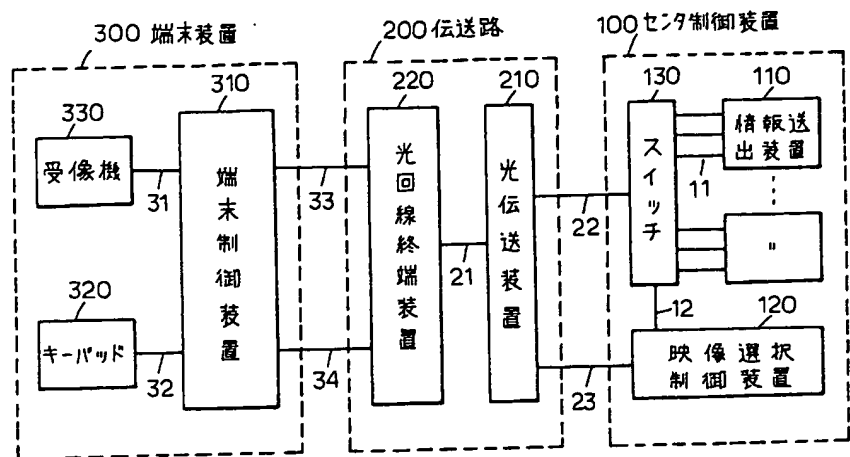 300 端末装置
200 伝送路
100 センタ制御装置
310
220
210
130
110
330
受像機
31
端末制御装置
33
光回線終端装置
21
光伝送装置
22
スイッチ
11
情報送
出装置
〃
320
キーパッド
32
34
23
12
120
映像選択
制御装置